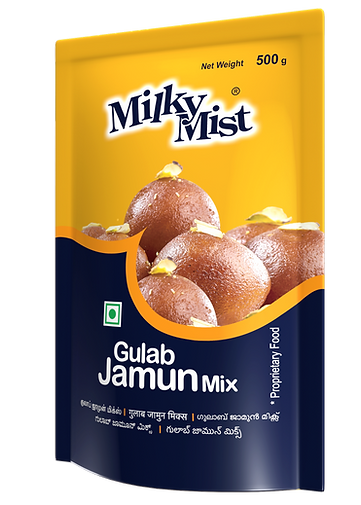 Net Weight 500 g
Milky
Mist ®
Gulab
Jamun Mix
* Proprietary Food
குலாப் ஜாமூன் மிக்ஸ் | गुलाब जामुन मिक्स | ഗുലാബ് ജാമുൻ മിക്സ്
గులాబ్ జామూన్ మిక్స్ | ಗುಲಾಬ್ ಜಾಮುನ್ ಮಿಕ್ಸ್